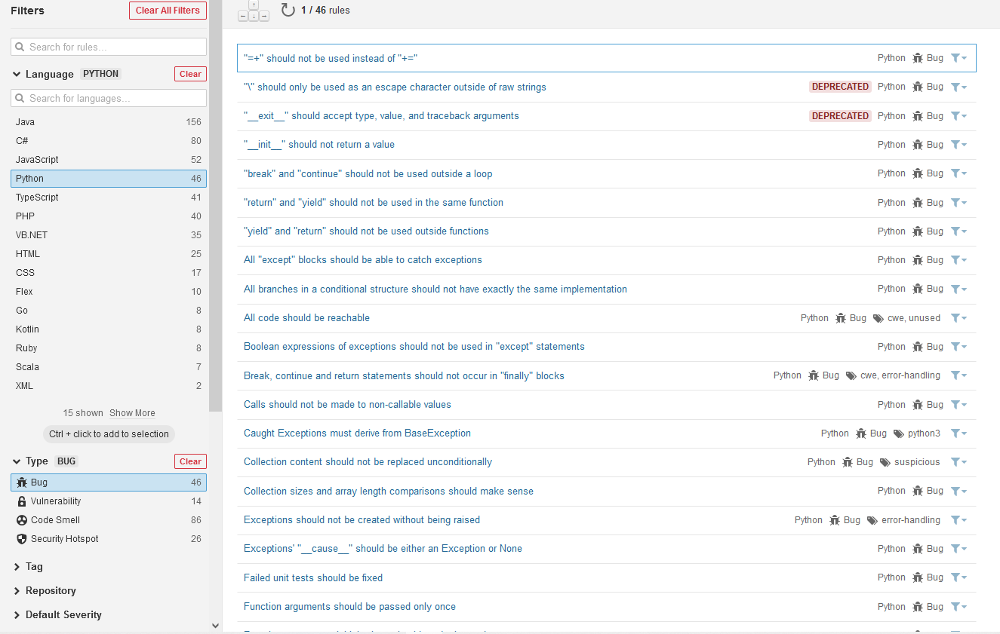 Filters
Clear All Filters
Search for rules...
Language PYTHON Clear
Search for languages...
Java 156
C# 80
JavaScript 52
Python 46
TypeScript 41
PHP 40
VB.NET 35
HTML 25
CSS 17
Flex 10
Go 8
Kotlin 8
Ruby 8
Scala 7
XML 2
15 shown Show More
Ctrl + click to add to selection
Type BUG Clear
Bug 46
Vulnerability 14
Code Smell 86
Security Hotspot 26
Tag
Repository
Default Severity
1 / 46 rules
"=+" should not be used instead of "+=" Python Bug
"\" should only be used as an escape character outside of raw strings DEPRECATED Python Bug
"__exit__" should accept type, value, and traceback arguments DEPRECATED Python Bug
"__init__" should not return a value Python Bug
"break" and "continue" should not be used outside a loop Python Bug
"return" and "yield" should not be used in the same function Python Bug
"yield" and "return" should not be used outside functions Python Bug
All "except" blocks should be able to catch exceptions Python Bug
All branches in a conditional structure should not have exactly the same implementation Python Bug
All code should be reachable Python Bug cwe, unused
Boolean expressions of exceptions should not be used in "except" statements Python Bug
Break, continue and return statements should not occur in "finally" blocks Python Bug cwe, error-handling
Calls should not be made to non-callable values Python Bug
Caught Exceptions must derive from BaseException Python Bug python3
Collection content should not be replaced unconditionally Python Bug suspicious
Collection sizes and array length comparisons should make sense Python Bug
Exceptions should not be created without being raised Python Bug error-handling
Exceptions' "__cause__" should be either an Exception or None Python Bug
Failed unit tests should be fixed Python Bug
Function arguments should be passed only once Python Bug